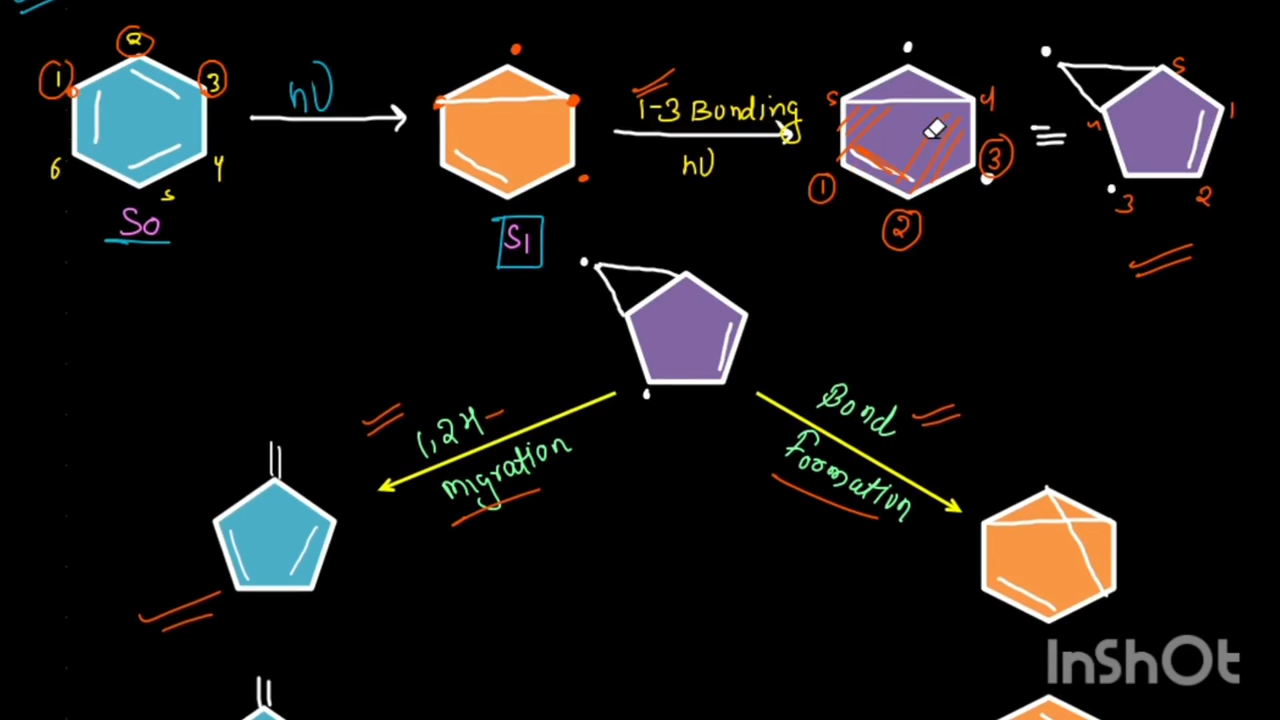 2
1
3
6
4
5
S0
hν
S1
1-3 Bonding
hν
5
4
3
1
2
=
5
4
1
3
2
1,2 H-
migration
Bond
Formation
InShOt